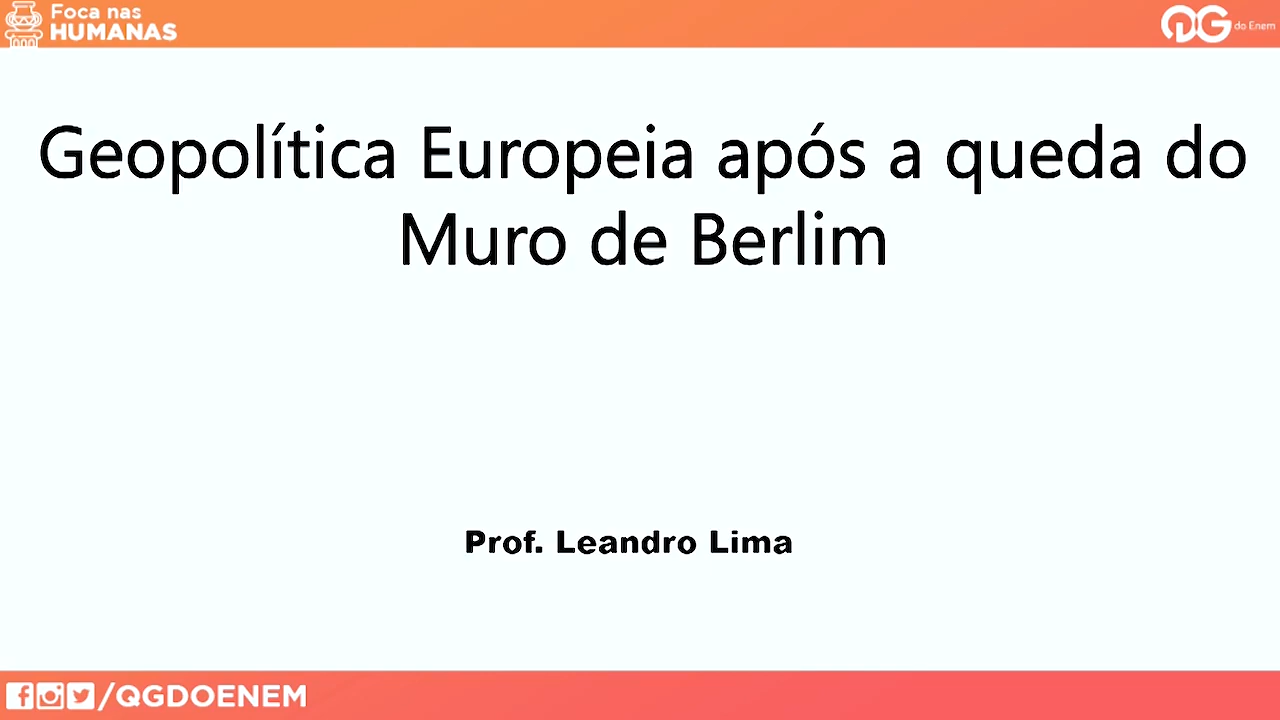 Foca nas
HUMANAS
QG do Enem
Geopolítica Europeia após a queda do
Muro de Berlim
Prof. Leandro Lima
/QGDOENEM